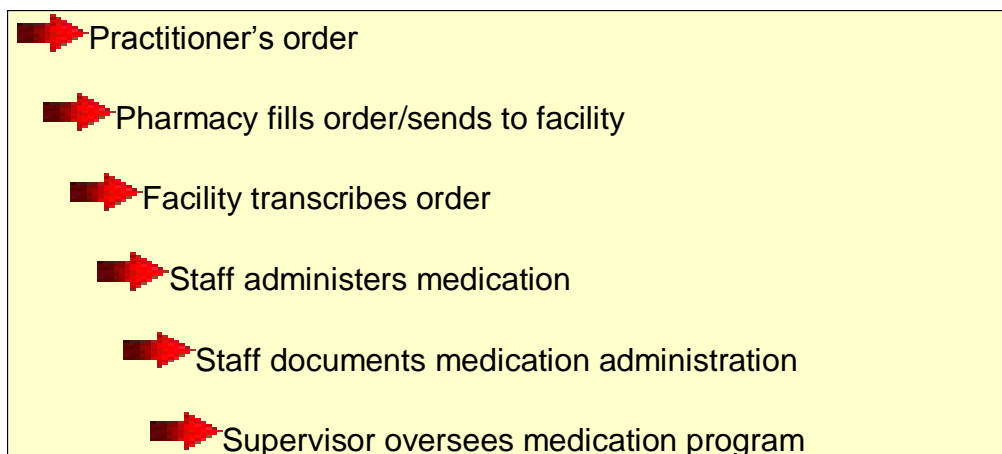 Practitioner’s order
Pharmacy fills order/sends to facility
Facility transcribes order
Staff administers medication
Staff documents medication administration
Supervisor oversees medication program